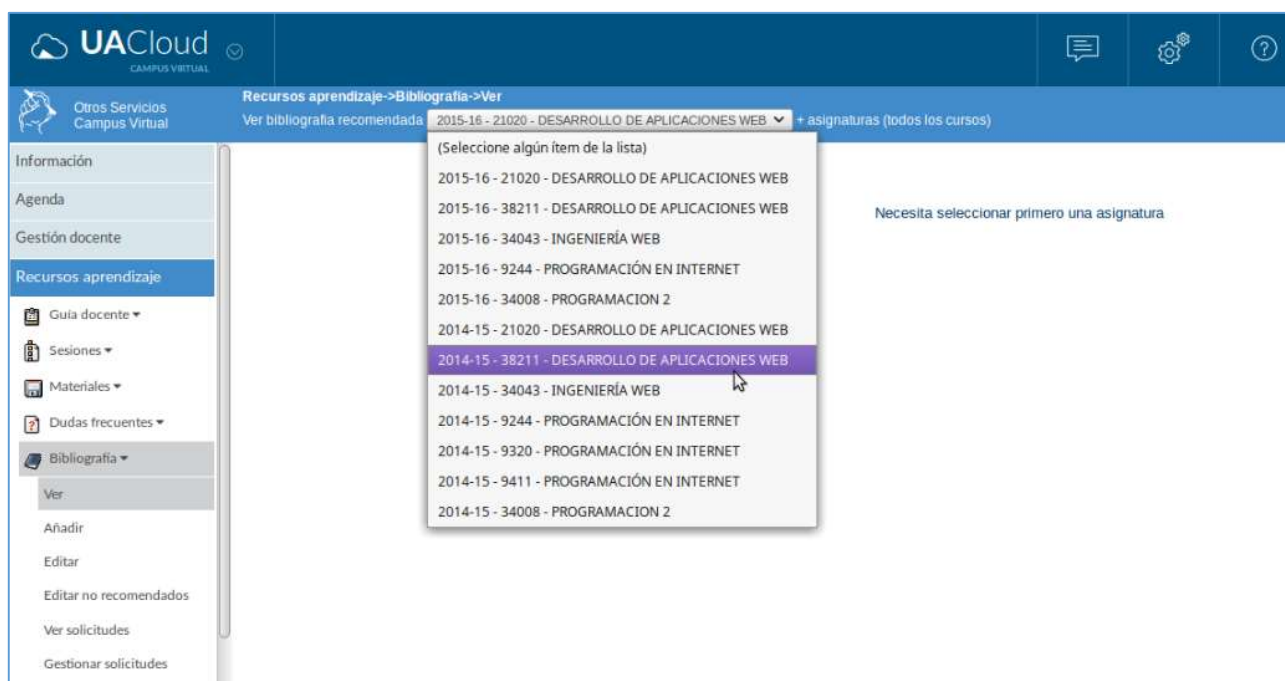 UACloud
CAMPUS VIRTUAL
Otros Servicios
Campus Virtual
Recursos aprendizaje->Bibliografía->Ver
Ver bibliografía recomendada 2015-16 - 21020 - DESARROLLO DE APLICACIONES WEB + asignaturas (todos los cursos)
(Seleccione algún ítem de la lista)
2015-16 - 21020 - DESARROLLO DE APLICACIONES WEB
2015-16 - 38211 - DESARROLLO DE APLICACIONES WEB
2015-16 - 34043 - INGENIERÍA WEB
2015-16 - 9244 - PROGRAMACIÓN EN INTERNET
2015-16 - 34008 - PROGRAMACION 2
2014-15 - 21020 - DESARROLLO DE APLICACIONES WEB
2014-15 - 38211 - DESARROLLO DE APLICACIONES WEB
2014-15 - 34043 - INGENIERÍA WEB
2014-15 - 9244 - PROGRAMACIÓN EN INTERNET
2014-15 - 9320 - PROGRAMACIÓN EN INTERNET
2014-15 - 9411 - PROGRAMACIÓN EN INTERNET
2014-15 - 34008 - PROGRAMACION 2
Necesita seleccionar primero una asignatura
Información
Agenda
Gestión docente
Recursos aprendizaje
Guía docente
Sesiones
Materiales
Dudas frecuentes
Bibliografía
Ver
Añadir
Editar
Editar no recomendados
Ver solicitudes
Gestionar solicitudes